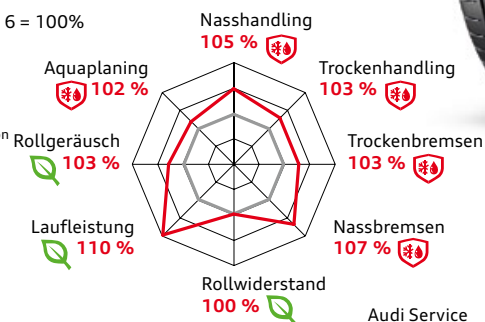 6 = 100%
Nasshandling
105 %
Aquaplaning
102 %
Trockenhandling
103 %
Rollgeräusch
103 %
Trockenbremsen
103 %
Laufleistung
110 %
Nassbremsen
107 %
Rollwiderstand
100 %
Audi Service